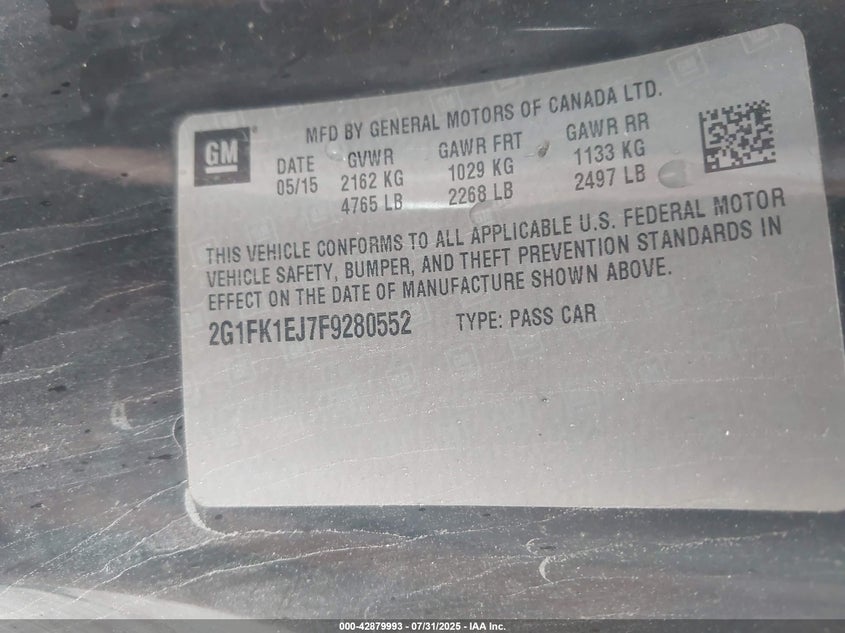 GM
MFD BY GENERAL MOTORS OF CANADA LTD.
DATE GVWR GAWR FRT GAWR RR
05/15 2162 KG 1029 KG 1133 KG
4765 LB 2268 LB 2497 LB
THIS VEHICLE CONFORMS TO ALL APPLICABLE U.S. FEDERAL MOTOR
VEHICLE SAFETY, BUMPER, AND THEFT PREVENTION STANDARDS IN
EFFECT ON THE DATE OF MANUFACTURE SHOWN ABOVE.
2G1FK1EJ7F9280552 TYPE: PASS CAR
000-42879993 - 07/31/2025 - IAA Inc.